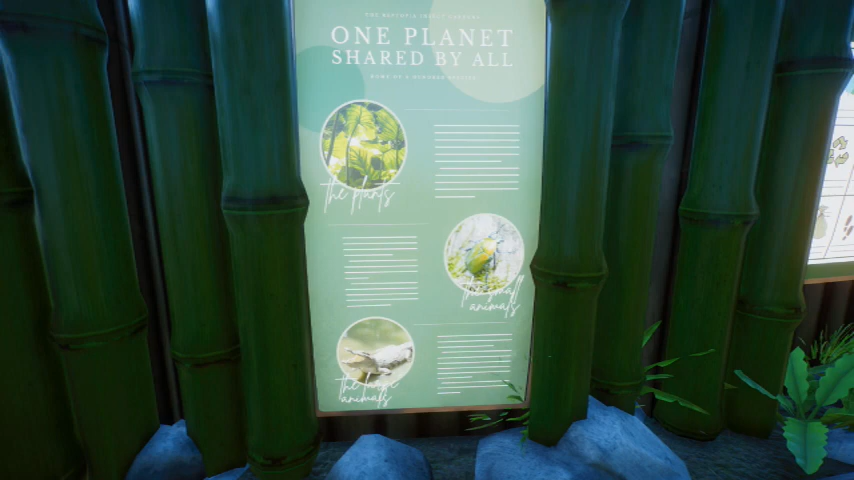 ONE PLANET
SHARED BY ALL
the plants
the small
animals
the large
animals